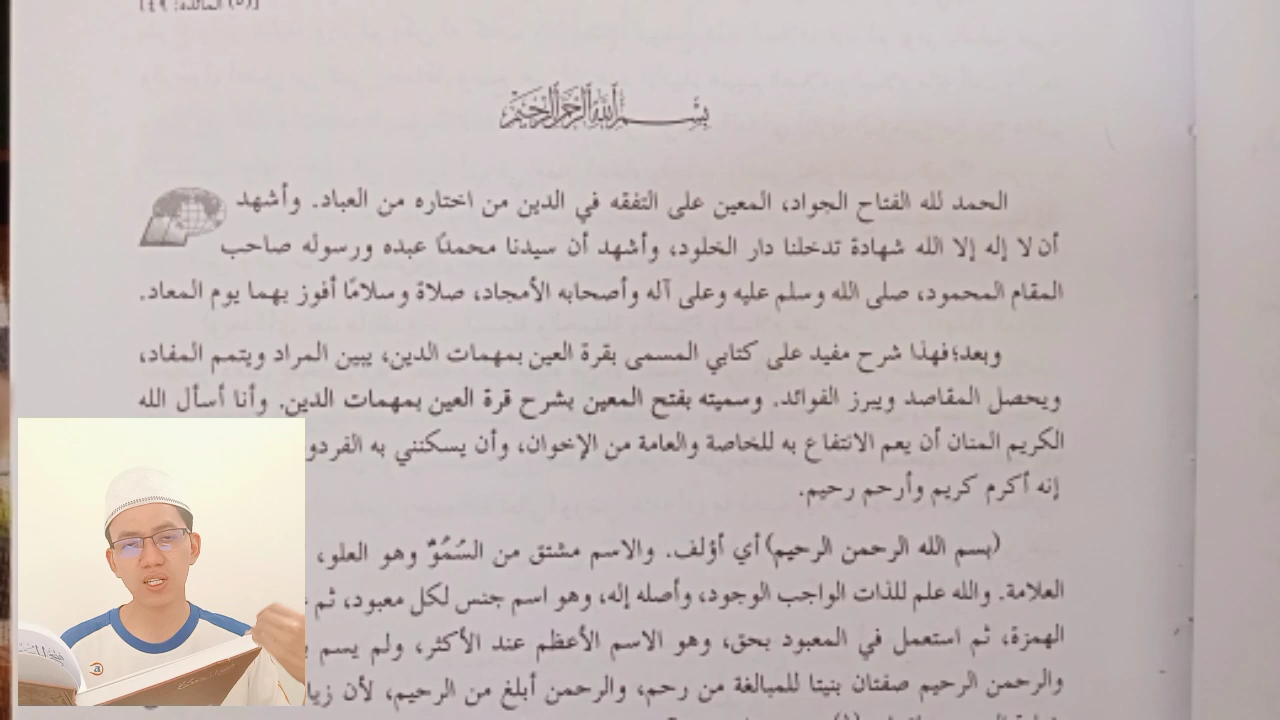 [(٥) المائدة: ٤٩]
بسم الله الرحمن الرحيم
الحمد لله الفتاح الجواد، المعين على التفقه في الدين من اختاره من العباد. وأشهد
أن لا إله إلا الله شهادة تدخلنا دار الخلود، وأشهد أن سيدنا محمدًا عبده ورسوله صاحب
المقام المحمود، صلى الله وسلم عليه وعلى آله وأصحابه الأمجاد، صلاة وسلامًا أفوز بهما يوم المعاد.
وبعد؛فهذا شرح مفيد على كتابي المسمى بقرة العين بمهمات الدين، يبين المراد ويتمم المفاد،
ويحصل المقاصد ويبرز الفوائد. وسميته بفتح المعين بشرح قرة العين بمهمات الدين. وأنا أسأل الله
الكريم المنان أن يعم الانتفاع به للخاصة والعامة من الإخوان، وأن يسكنني به
إنه أكرم كريم وأرحم رحيم.
(بسم الله الرحمن الرحيم) أي أؤلف. والاسم مشتق من السُمُوّ وهو العلو،
العلامة. والله علم للذات الواجب الوجود، وأصله إله، وهو اسم جنس لكل معبود، ثم
الهمزة، ثم استعمل في المعبود بحق، وهو الاسم الأعظم عند الأكثر، ولم يسم
والرحمن الرحيم صفتان بنيتا للمبالغة من رحم، والرحمن أبلغ من الرحيم، لأن